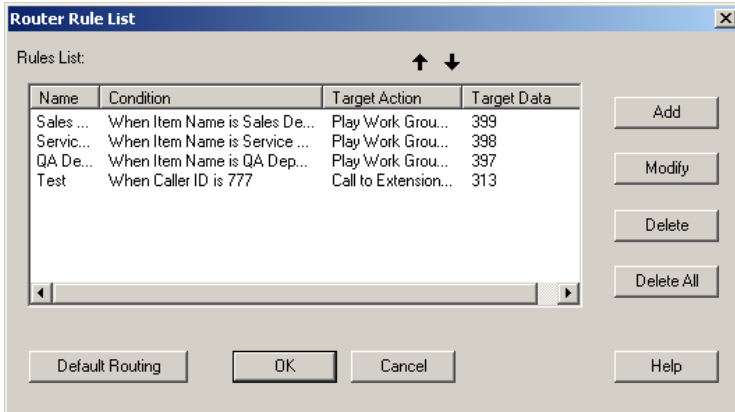 Router Rule List
Rules List:
Name Condition Target Action Target Data
Sales ... When Item Name is Sales De... Play Work Grou... 399
Servic... When Item Name is Service ... Play Work Grou... 398
QA De... When Item Name is QA Dep... Play Work Grou... 397
Test When Caller ID is 777 Call to Extension... 313
Add
Modify
Delete
Delete All
Default Routing OK Cancel Help